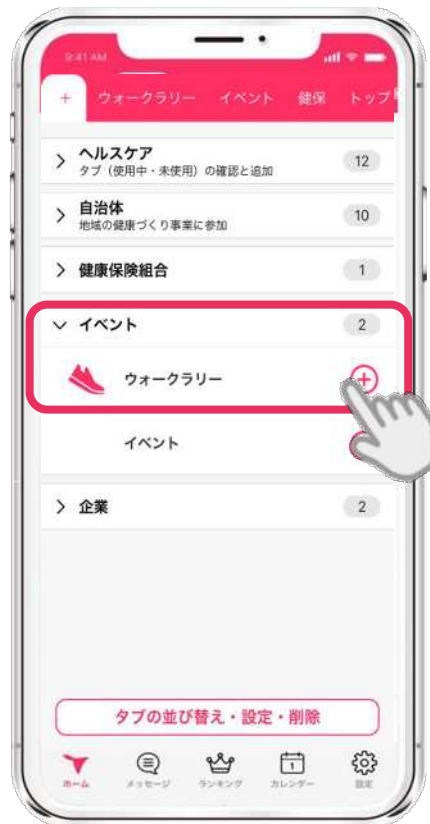 9:41 AM
+ ウォークラリー イベント 健保 トップ
ヘルスケア 12
タブ（使用中・未使用）の確認と追加
自治体 10
地域の健康づくり事業に参加
健康保険組合 1
イベント 2
ウォークラリー
イベント
企業 2
タブの並び替え・設定・削除
1
ホーム メッセージ ランキング カレンダー 設定